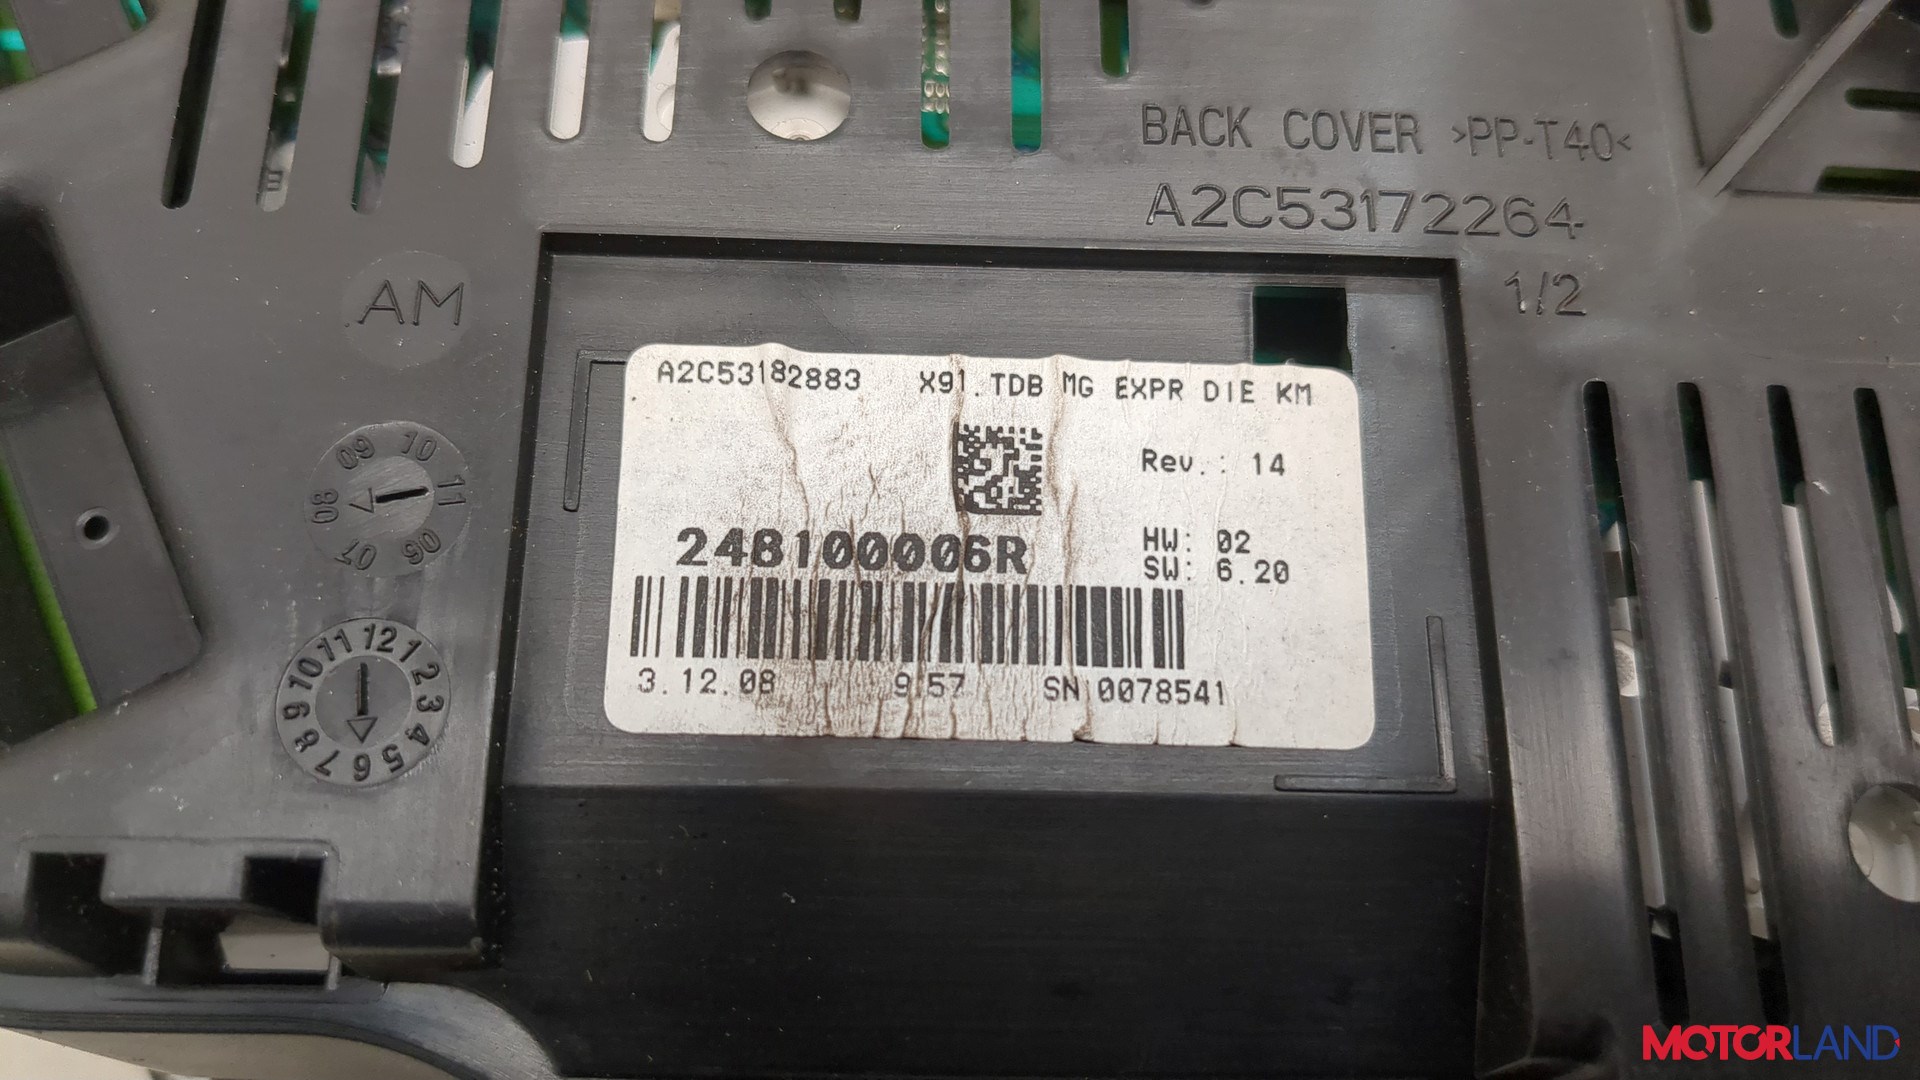 BACK COVER >PP-T40<
A2C53172264
1/2
AM
A2C53182883 X91.TDB MG EXPR DIE KM
Rev.: 14
248100006R
HW: 02
SW: 6.20
3.12.08 9:57 SN 0078541
06 07 08 09 10 11
1 2 3 4 5 6 7 8 9 10 11 12
MOTORLAND